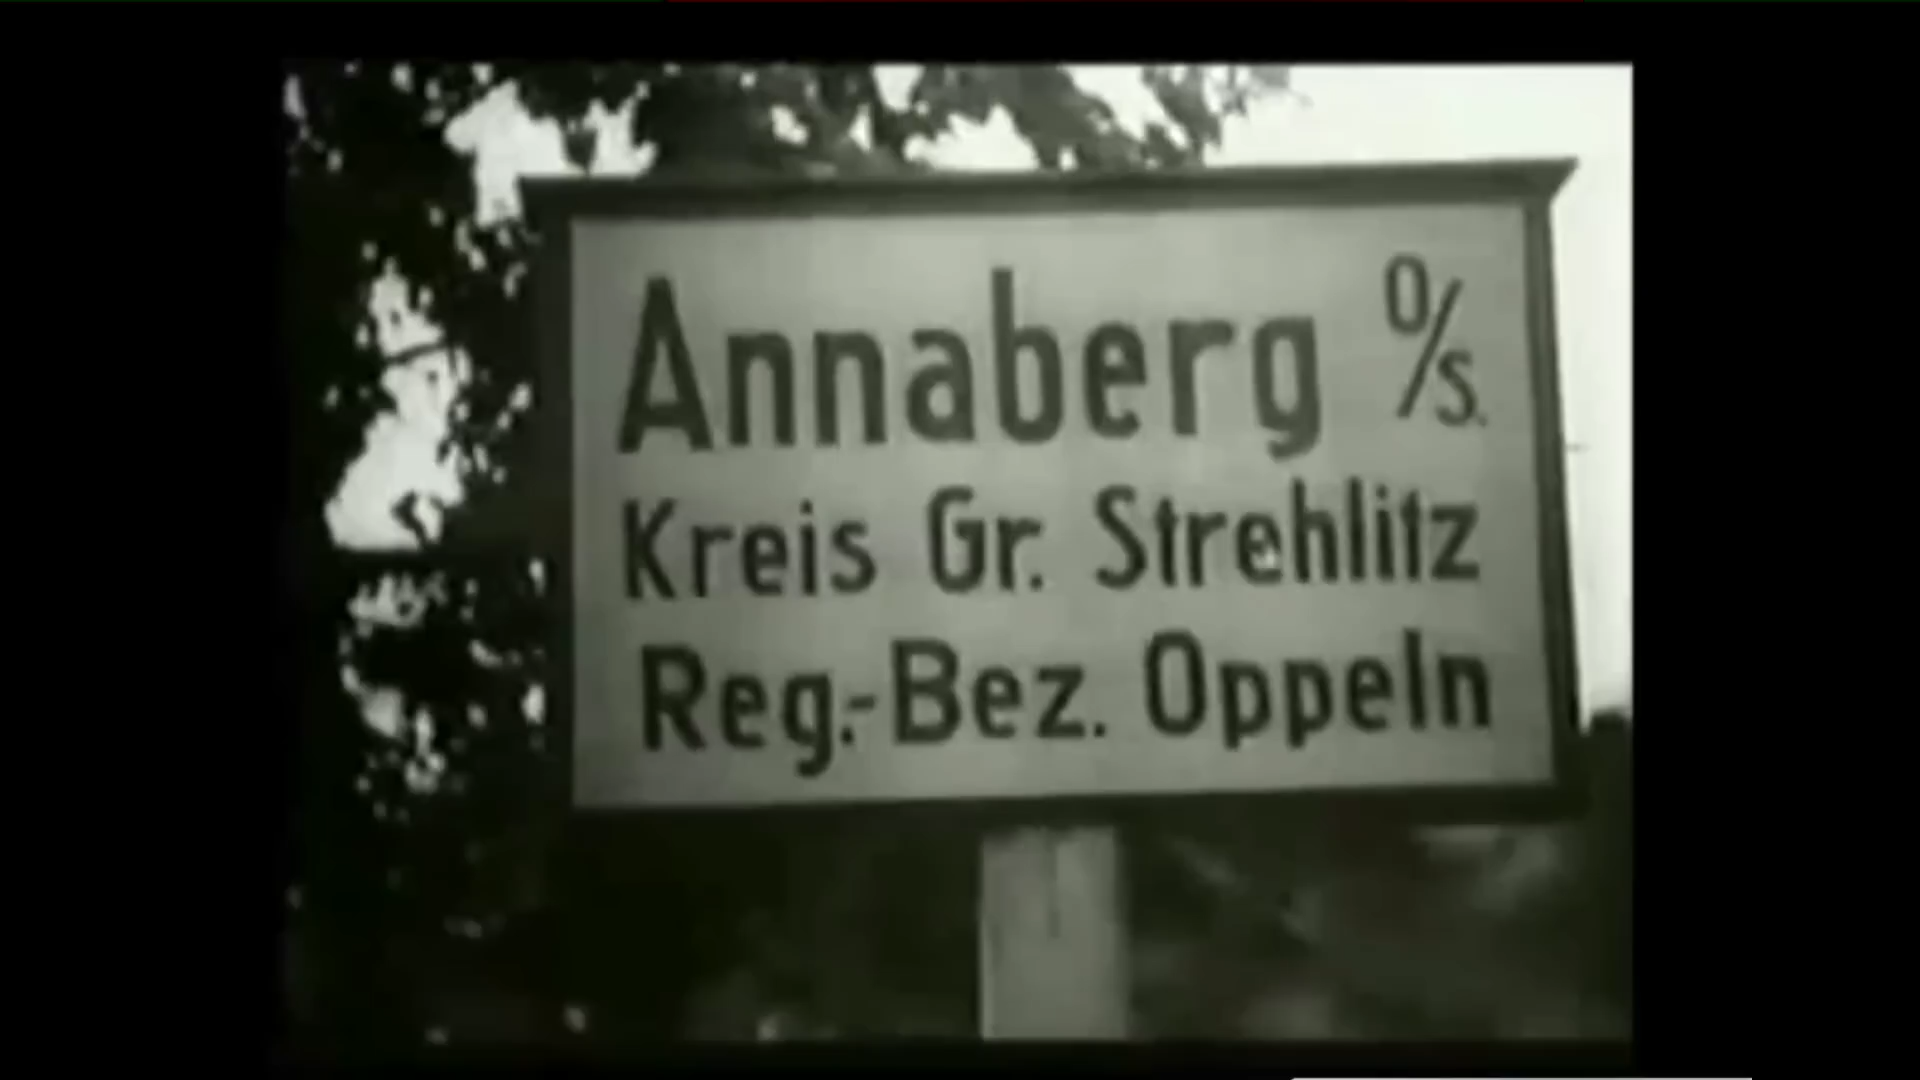 Annaberg O/S.
Kreis Gr. Strehlitz
Reg.-Bez. Oppeln